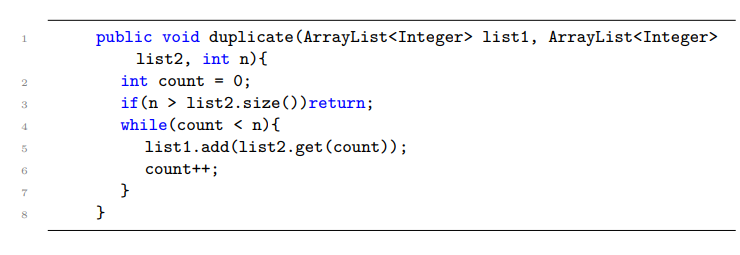 1 public void duplicate(ArrayList<Integer> list1, ArrayList<Integer>
list2, int n){
2 int count = 0;
3 if(n > list2.size())return;
4 while(count < n){
5 list1.add(list2.get(count));
6 count++;
7 }
8 }